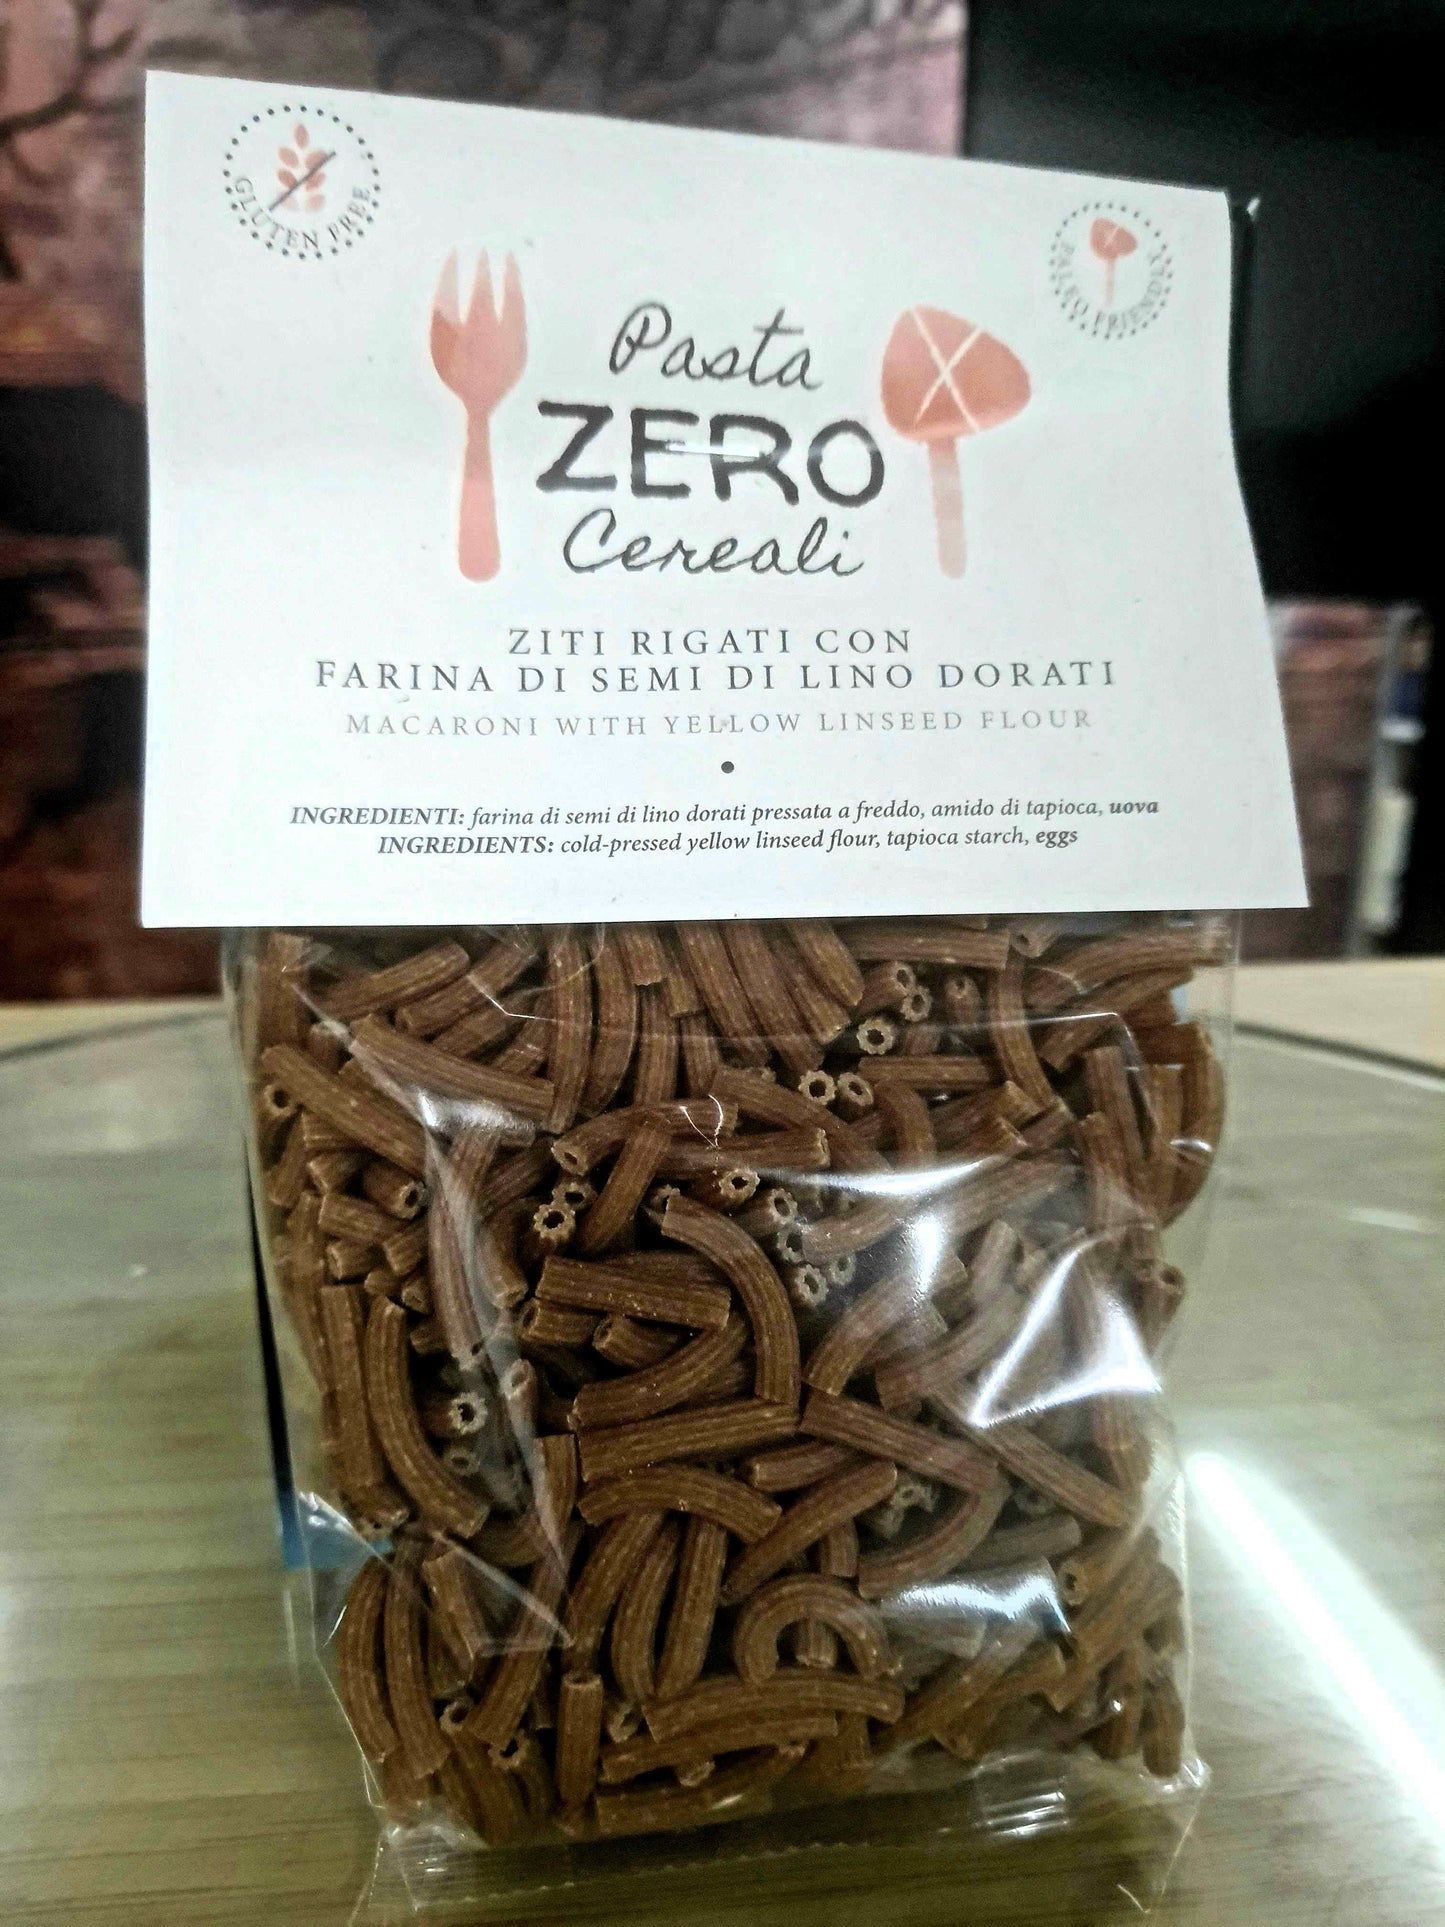 GLUTEN FREE
PALEO FRIENDLY
Pasta
ZERO
Cereali
ZITI RIGATI CON
FARINA DI SEMI DI LINO DORATI
MACARONI WITH YELLOW LINSEED FLOUR
•
INGREDIENTI: farina di semi di lino dorati pressata a freddo, amido di tapioca, uova
INGREDIENTS: cold-pressed yellow linseed flour, tapioca starch, eggs